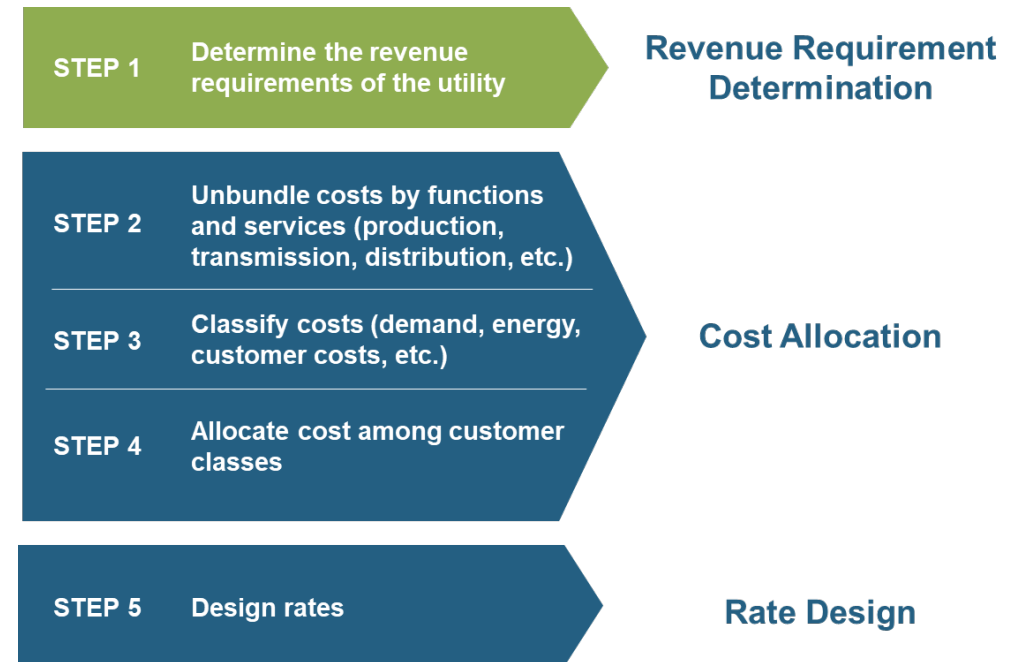 STEP 1
Determine the revenue
requirements of the utility
Revenue Requirement
Determination
STEP 2
Unbundle costs by functions
and services (production,
transmission, distribution, etc.)
STEP 3
Classify costs (demand, energy,
customer costs, etc.)
STEP 4
Allocate cost among customer
classes
Cost Allocation
STEP 5
Design rates
Rate Design